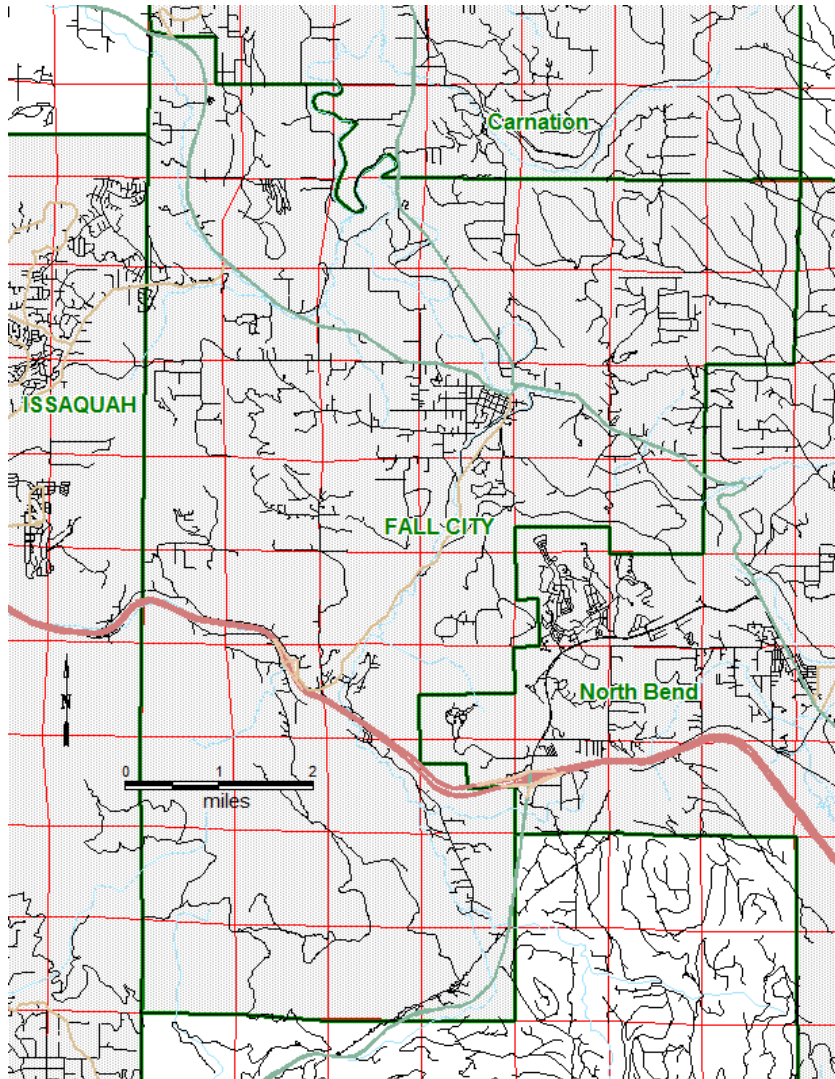 Carnation
ISSAQUAH
FALL CITY
North Bend
N
0 1 2
miles